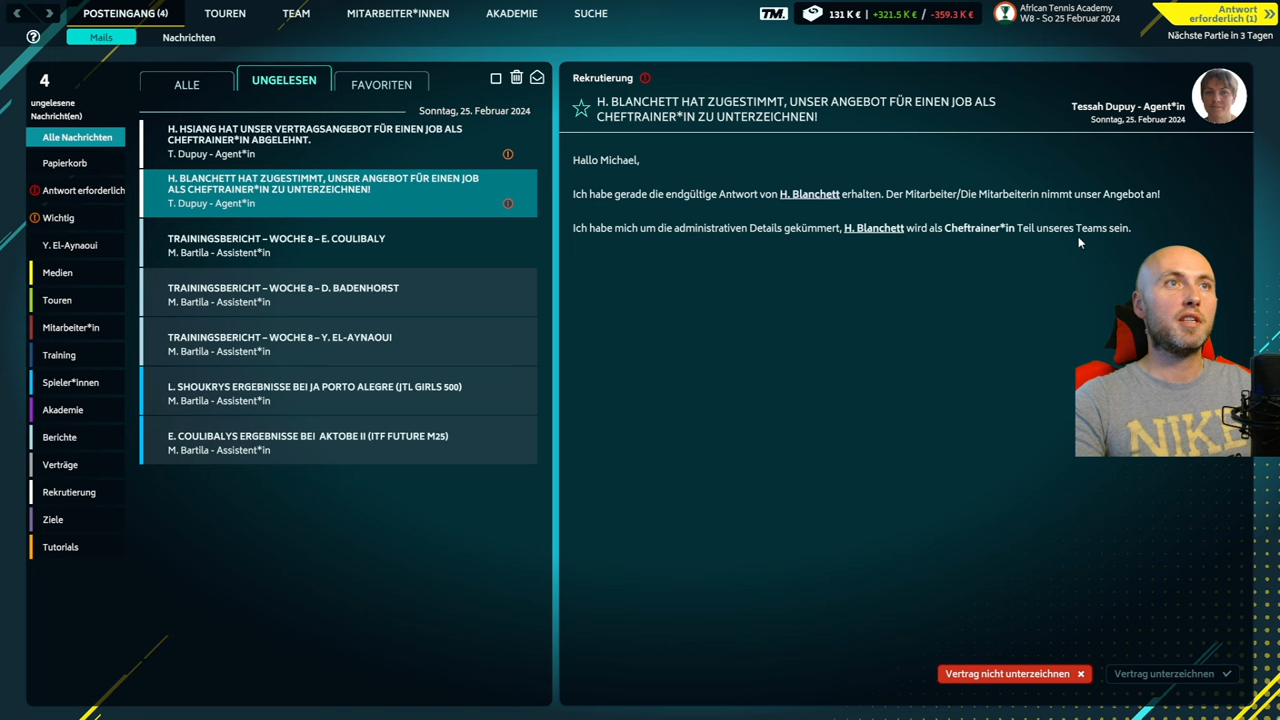 POSTEINGANG (4)
TOUREN
TEAM
MITARBEITER*INNEN
AKADEMIE
SUCHE
TM.
131 K € / +321.5 K € / -359.3 K €
African Tennis Academy
W8 - So 25 Februar 2024
Antwort
erforderlich (1)
Nächste Partie in 3 Tagen
Mails
Nachrichten
4
ungelesene
Nachricht(en)
Alle Nachrichten
Papierkorb
Antwort erforderlich
Wichtig
Y. El-Aynaoui
Medien
Touren
Mitarbeiter*in
Training
Spieler*innen
Akademie
Berichte
Verträge
Rekrutierung
Ziele
Tutorials
ALLE
UNGELESEN
FAVORITEN
Sonntag, 25. Februar 2024
H. HSIANG HAT UNSER VERTRAGSANGEBOT FÜR EINEN JOB ALS
CHEFTRAINER*IN ABGELEHNT.
T. Dupuy - Agent*in
H. BLANCHETT HAT ZUGESTIMMT, UNSER ANGEBOT FÜR EINEN JOB
ALS CHEFTRAINER*IN ZU UNTERZEICHNEN!
T. Dupuy - Agent*in
TRAININGSBERICHT – WOCHE 8 – E. COULIBALY
M. Bartila - Assistent*in
TRAININGSBERICHT – WOCHE 8 – D. BADENHORST
M. Bartila - Assistent*in
TRAININGSBERICHT – WOCHE 8 – Y. EL-AYNAOUI
M. Bartila - Assistent*in
L. SHOUKRYS ERGEBNISSE BEI JA PORTO ALEGRE (JTL GIRLS 500)
M. Bartila - Assistent*in
E. COULIBALYS ERGEBNISSE BEI AKTOBE II (ITF FUTURE M25)
M. Bartila - Assistent*in
Rekrutierung
H. BLANCHETT HAT ZUGESTIMMT, UNSER ANGEBOT FÜR EINEN JOB ALS
CHEFTRAINER*IN ZU UNTERZEICHNEN!
Tessah Dupuy - Agent*in
Sonntag, 25. Februar 2024
Hallo Michael,
Ich habe gerade die endgültige Antwort von H. Blanchett erhalten. Der Mitarbeiter/Die Mitarbeiterin nimmt unser Angebot an!
Ich habe mich um die administrativen Details gekümmert, H. Blanchett wird als Cheftrainer*in Teil unseres Teams sein.
NIKE
Vertrag nicht unterzeichnen
Vertrag unterzeichnen